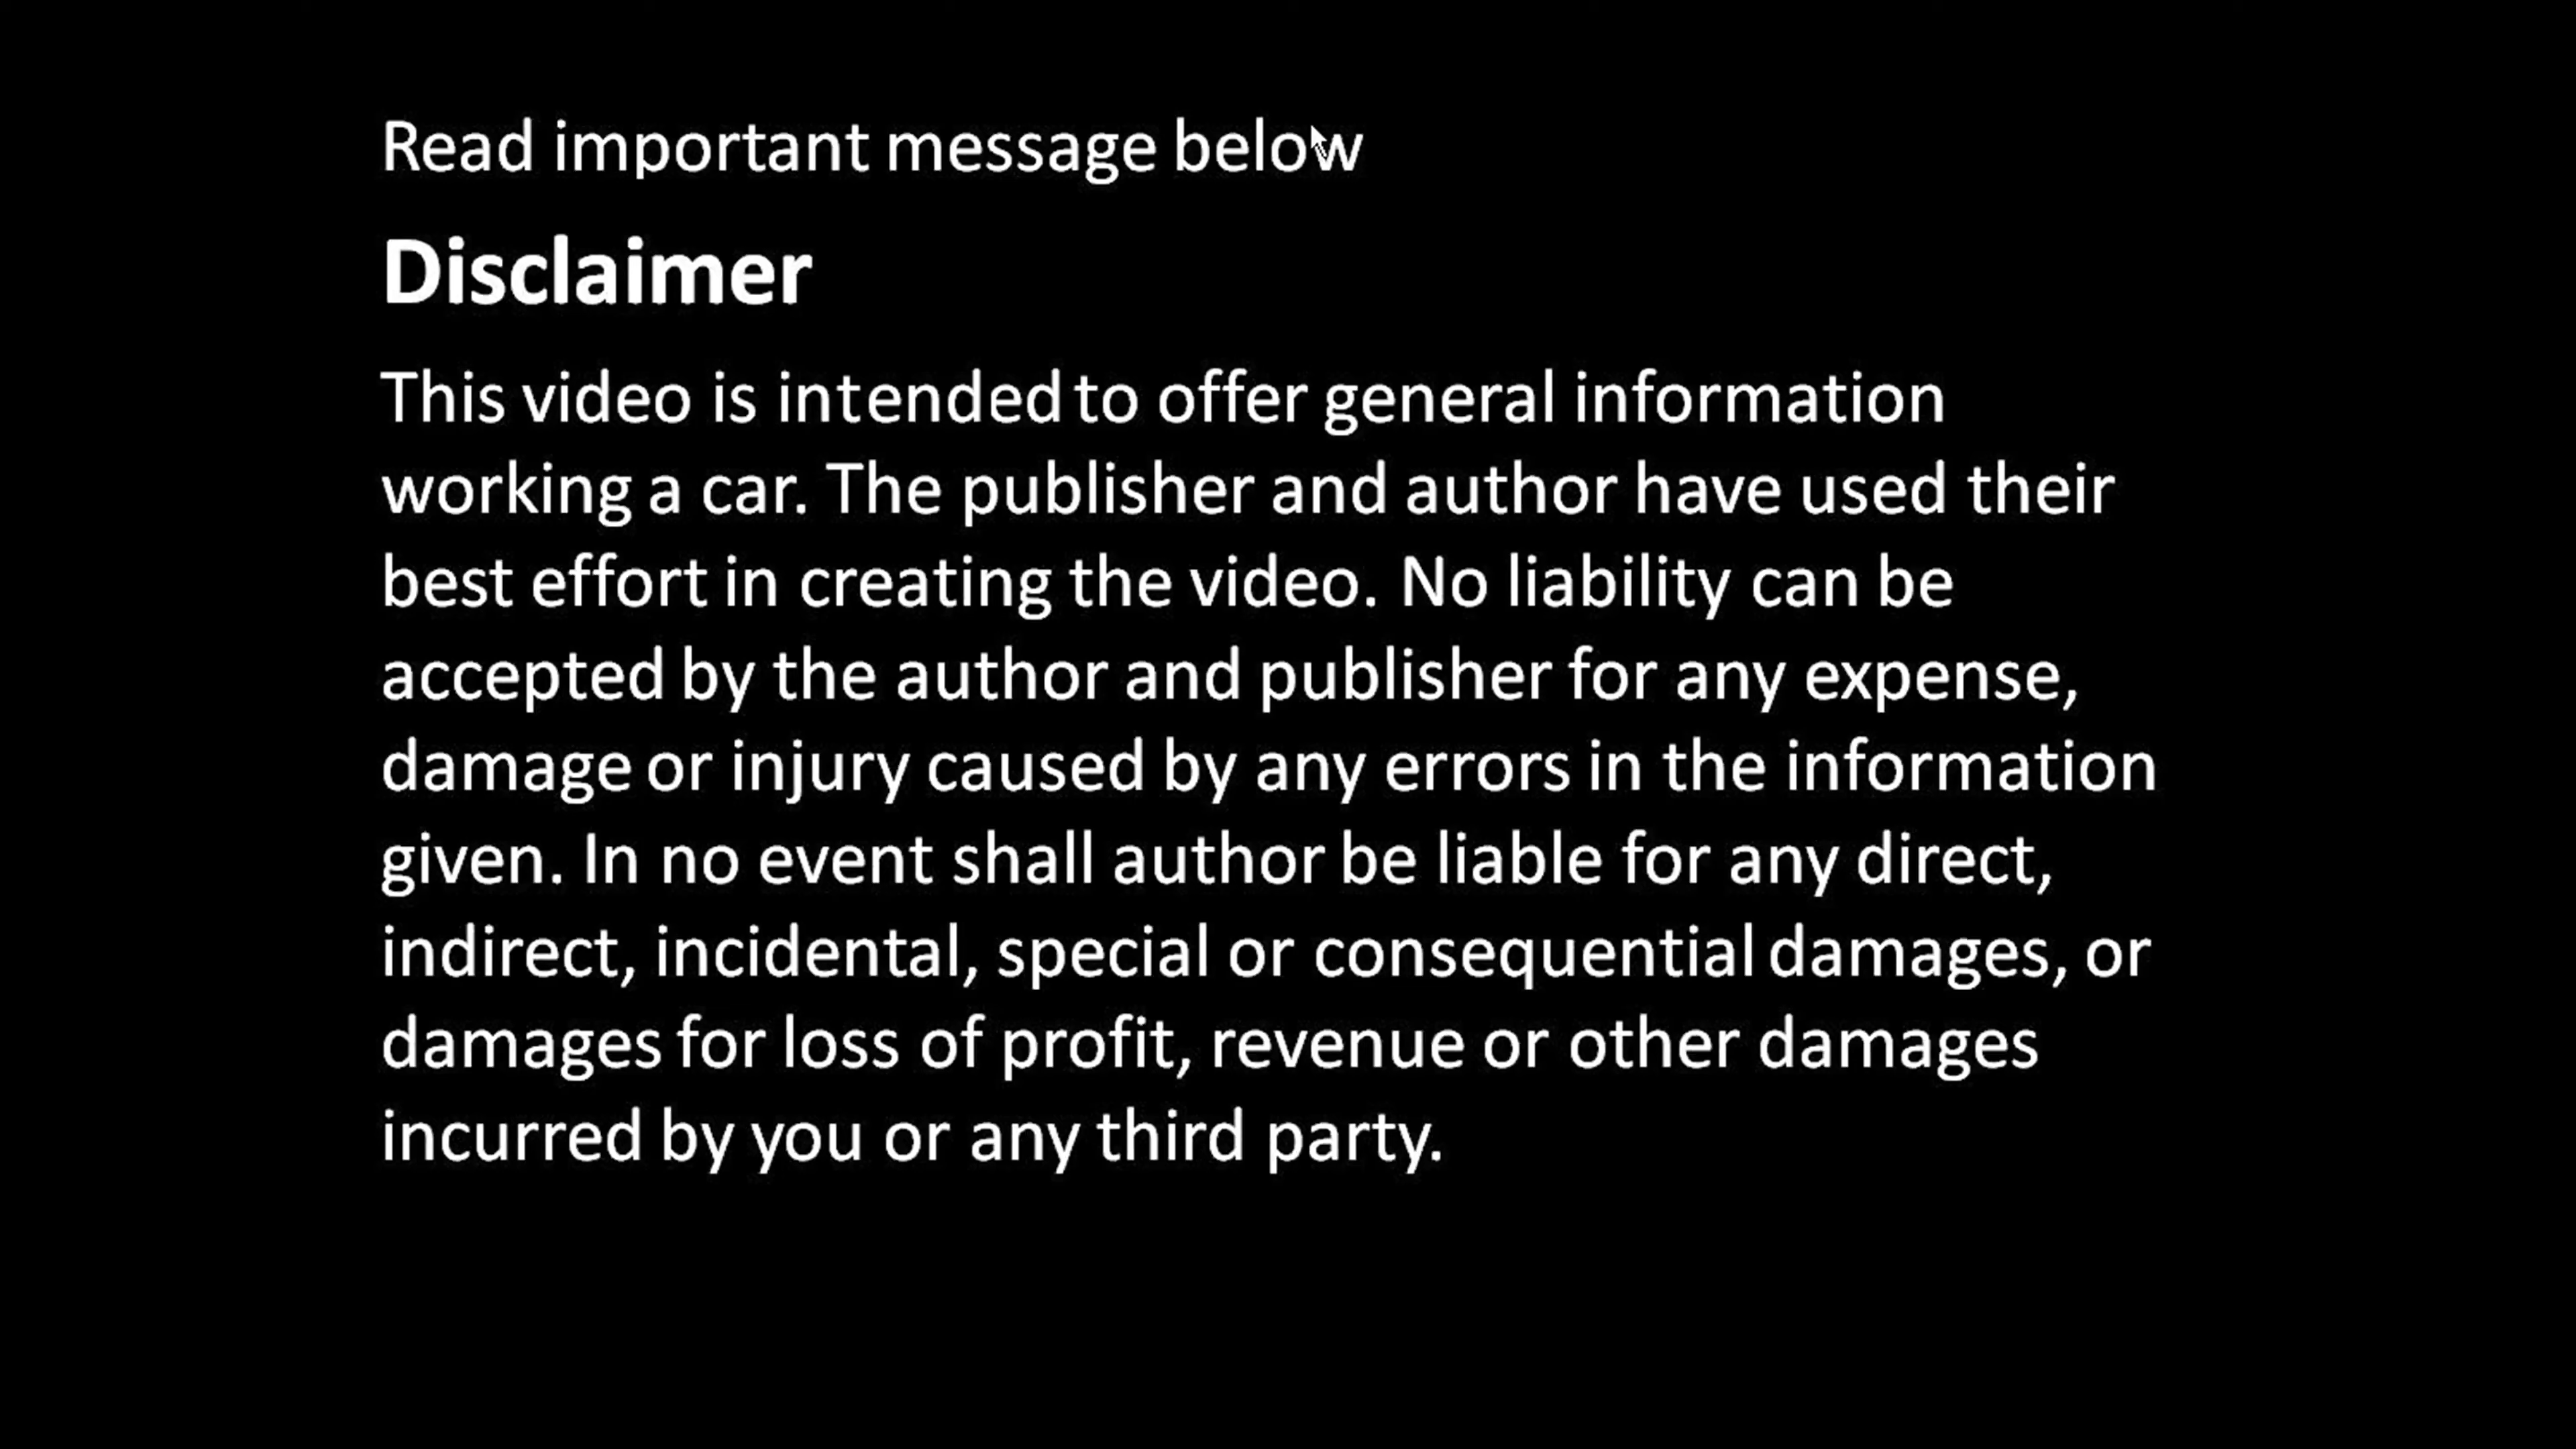 Read important message below
Disclaimer
This video is intended to offer general information
working a car. The publisher and author have used their
best effort in creating the video. No liability can be
accepted by the author and publisher for any expense,
damage or injury caused by any errors in the information
given. In no event shall author be liable for any direct,
indirect, incidental, special or consequential damages, or
damages for loss of profit, revenue or other damages
incurred by you or any third party.